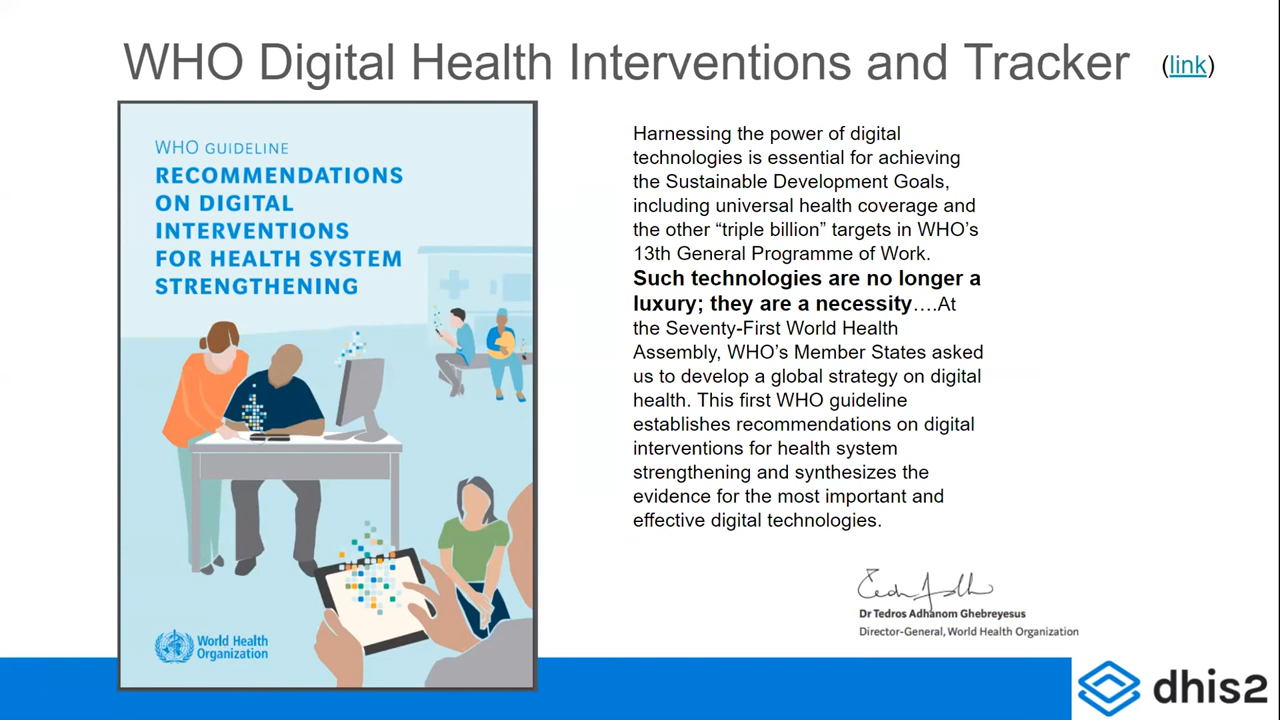 WHO Digital Health Interventions and Tracker (link)
WHO GUIDELINE
RECOMMENDATIONS
ON DIGITAL
INTERVENTIONS
FOR HEALTH SYSTEM
STRENGTHENING
World Health
Organization
Harnessing the power of digital
technologies is essential for achieving
the Sustainable Development Goals,
including universal health coverage and
the other “triple billion” targets in WHO’s
13th General Programme of Work.
Such technologies are no longer a
luxury; they are a necessity….At
the Seventy-First World Health
Assembly, WHO’s Member States asked
us to develop a global strategy on digital
health. This first WHO guideline
establishes recommendations on digital
interventions for health system
strengthening and synthesizes the
evidence for the most important and
effective digital technologies.
Dr Tedros Adhanom Ghebreyesus
Director-General, World Health Organization
dhis2